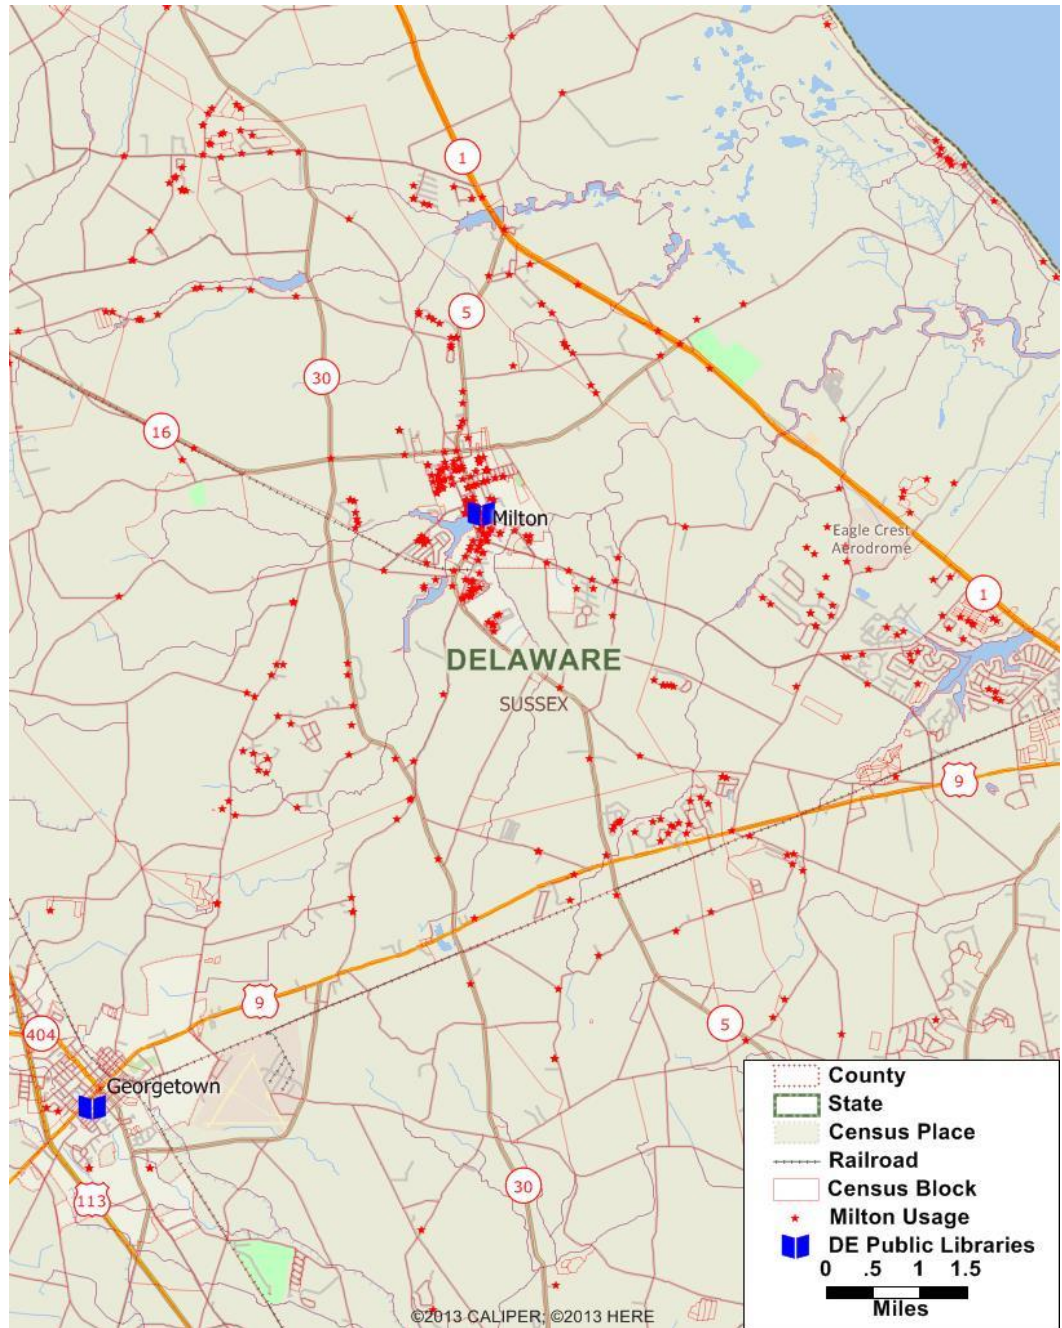 1
5
30
16
Milton
Eagle Crest
Aerodrome
1
DELAWARE
SUSSEX
9
9
5
404
Georgetown
30
113
County
State
Census Place
Railroad
Census Block
Milton Usage
DE Public Libraries
0 .5 1 1.5
Miles
©2013 CALIPER; ©2013 HERE